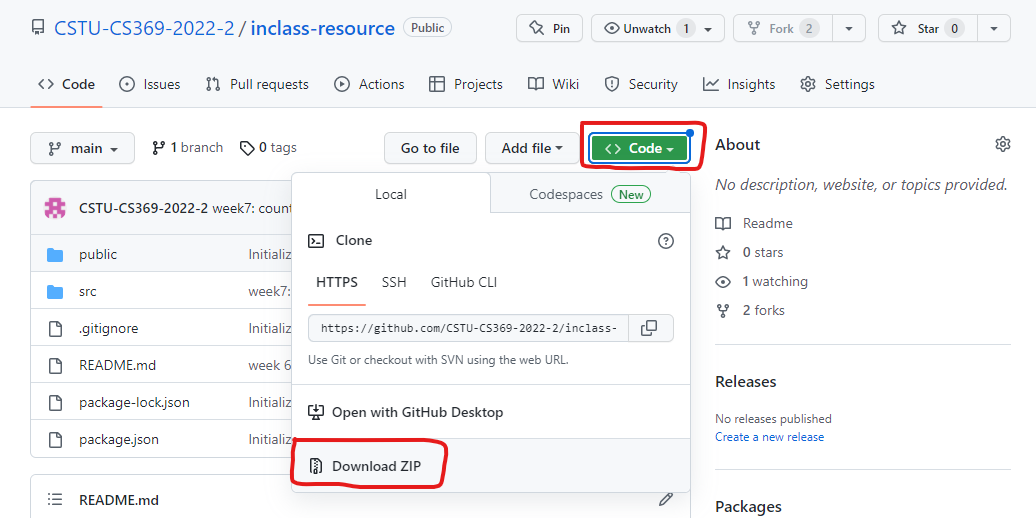 CSTU-CS369-2022-2 / inclass-resource Public Pin Unwatch 1 Fork 2 Star 0
Code Issues Pull requests Actions Projects Wiki Security Insights Settings
main 1 branch 0 tags Go to file Add file Code
Local Codespaces New
CSTU-CS369-2022-2 week7: count
public Initializ
src week7:
.gitignore Initializ
README.md week 6
package-lock.json Initializ
package.json Initializ
README.md
Clone
HTTPS SSH GitHub CLI
https://github.com/CSTU-CS369-2022-2/inclass-
Use Git or checkout with SVN using the web URL.
Open with GitHub Desktop
Download ZIP
About
No description, website, or topics provided.
Readme
0 stars
1 watching
2 forks
Releases
No releases published
Create a new release
Packages